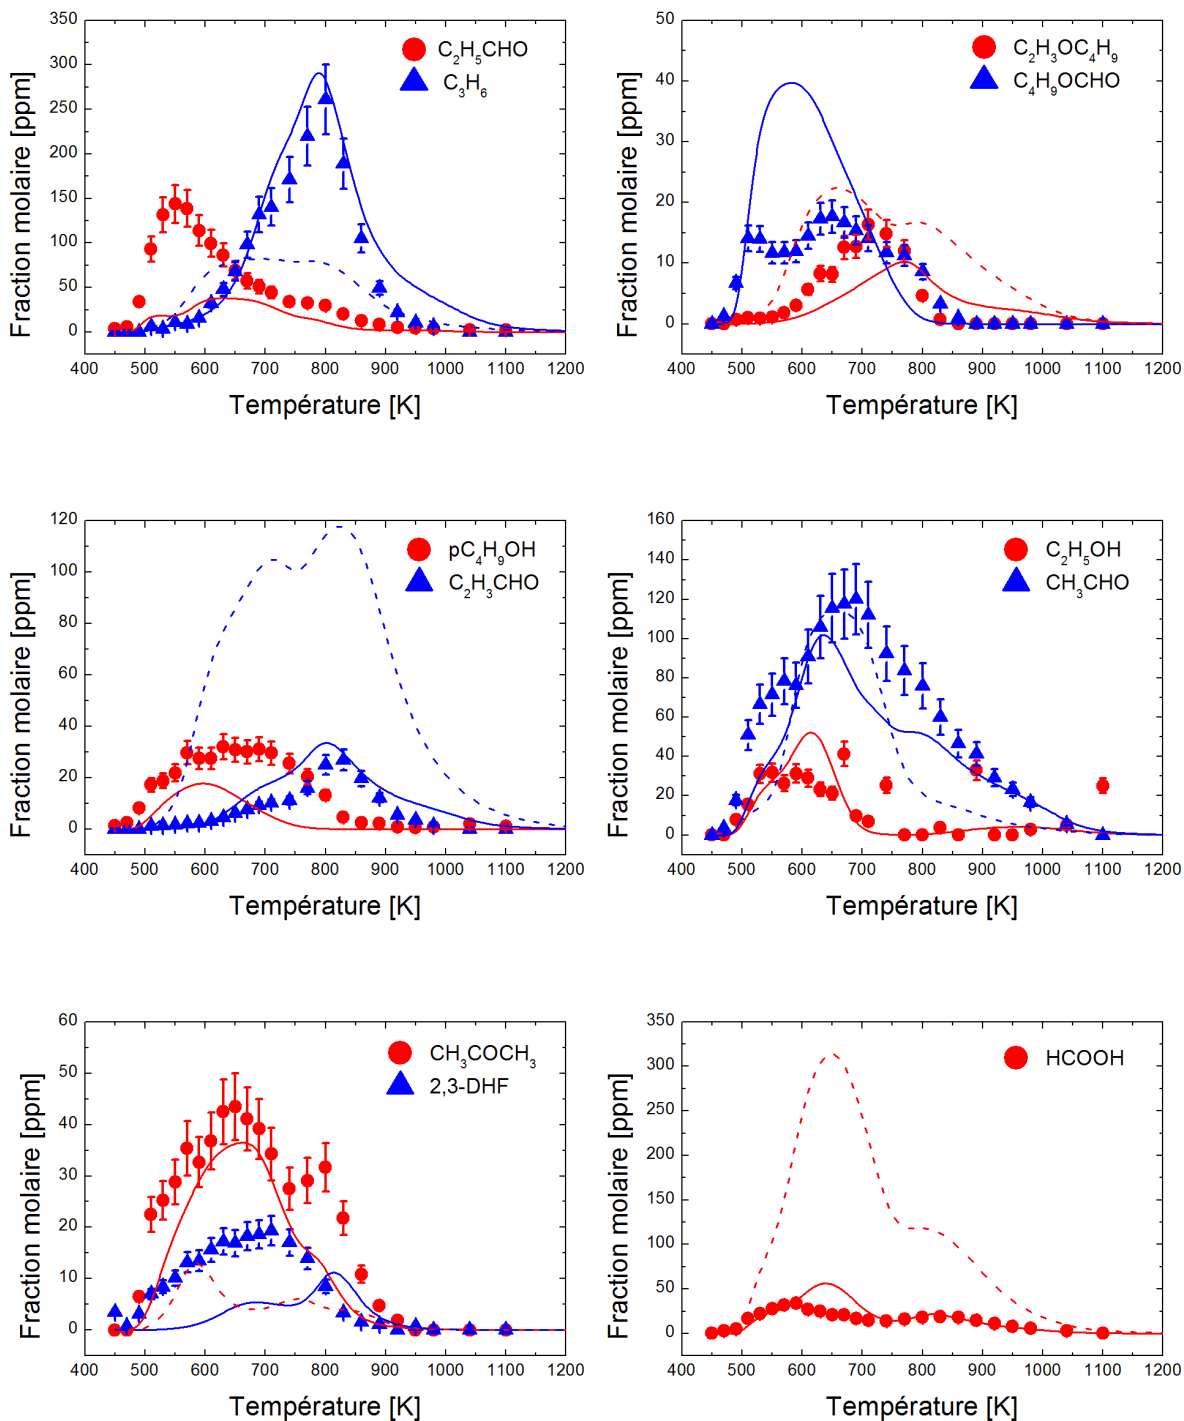 350
300
250
200
150
100
50
0
400 500 600 700 800 900 1000 1100 1200
Fraction molaire [ppm]
Température [K]
C₂H₅CHO
C₃H₆
50
40
30
20
10
0
400 500 600 700 800 900 1000 1100 1200
Fraction molaire [ppm]
Température [K]
C₂H₃OC₄H₉
C₄H₉OCHO
120
100
80
60
40
20
0
400 500 600 700 800 900 1000 1100 1200
Fraction molaire [ppm]
Température [K]
pC₄H₉OH
C₂H₃CHO
160
140
120
100
80
60
40
20
0
400 500 600 700 800 900 1000 1100 1200
Fraction molaire [ppm]
Température [K]
C₂H₅OH
CH₃CHO
60
50
40
30
20
10
0
400 500 600 700 800 900 1000 1100 1200
Fraction molaire [ppm]
Température [K]
CH₃COCH₃
2,3-DHF
350
300
250
200
150
100
50
0
400 500 600 700 800 900 1000 1100 1200
Fraction molaire [ppm]
Température [K]
HCOOH